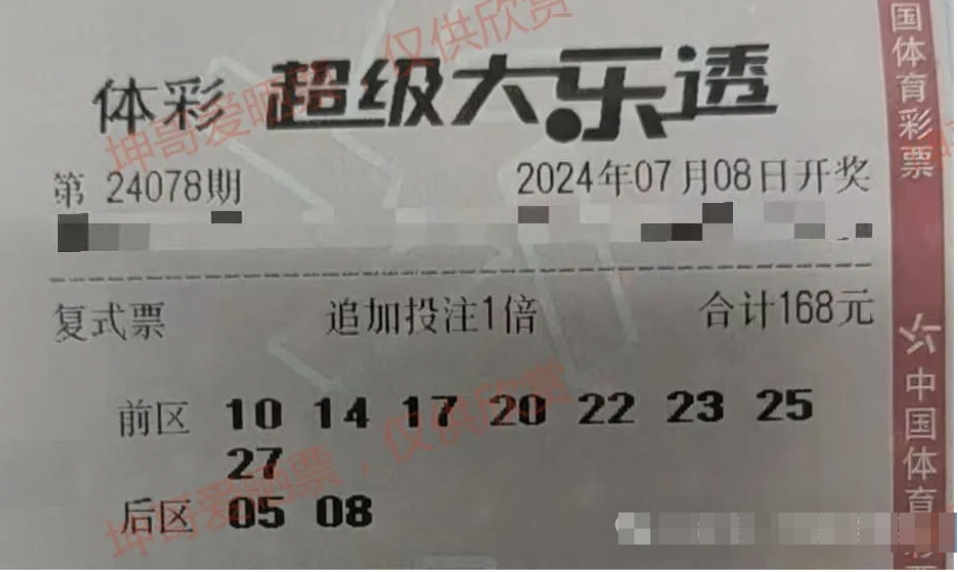 体彩 超级大乐透
第 24078期
2024年07月08日开奖
复式票
追加投注1倍
合计168元
前区 10 14 17 20 22 23 25
27
后区 05 08
国体育彩票
中国体育彩票
坤哥爱晒票，仅供欣赏
坤哥爱晒票，仅供欣赏